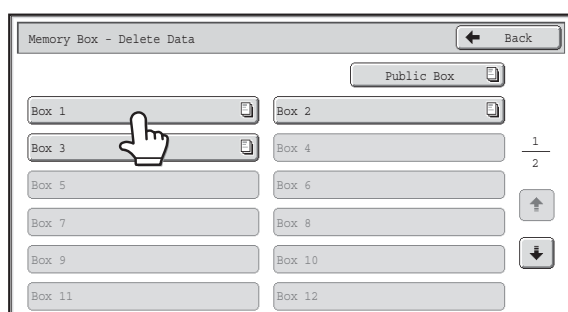 Memory Box - Delete Data
Back
Public Box
Box 1
Box 2
Box 3
Box 4
1
2
Box 5
Box 6
Box 7
Box 8
Box 9
Box 10
Box 11
Box 12